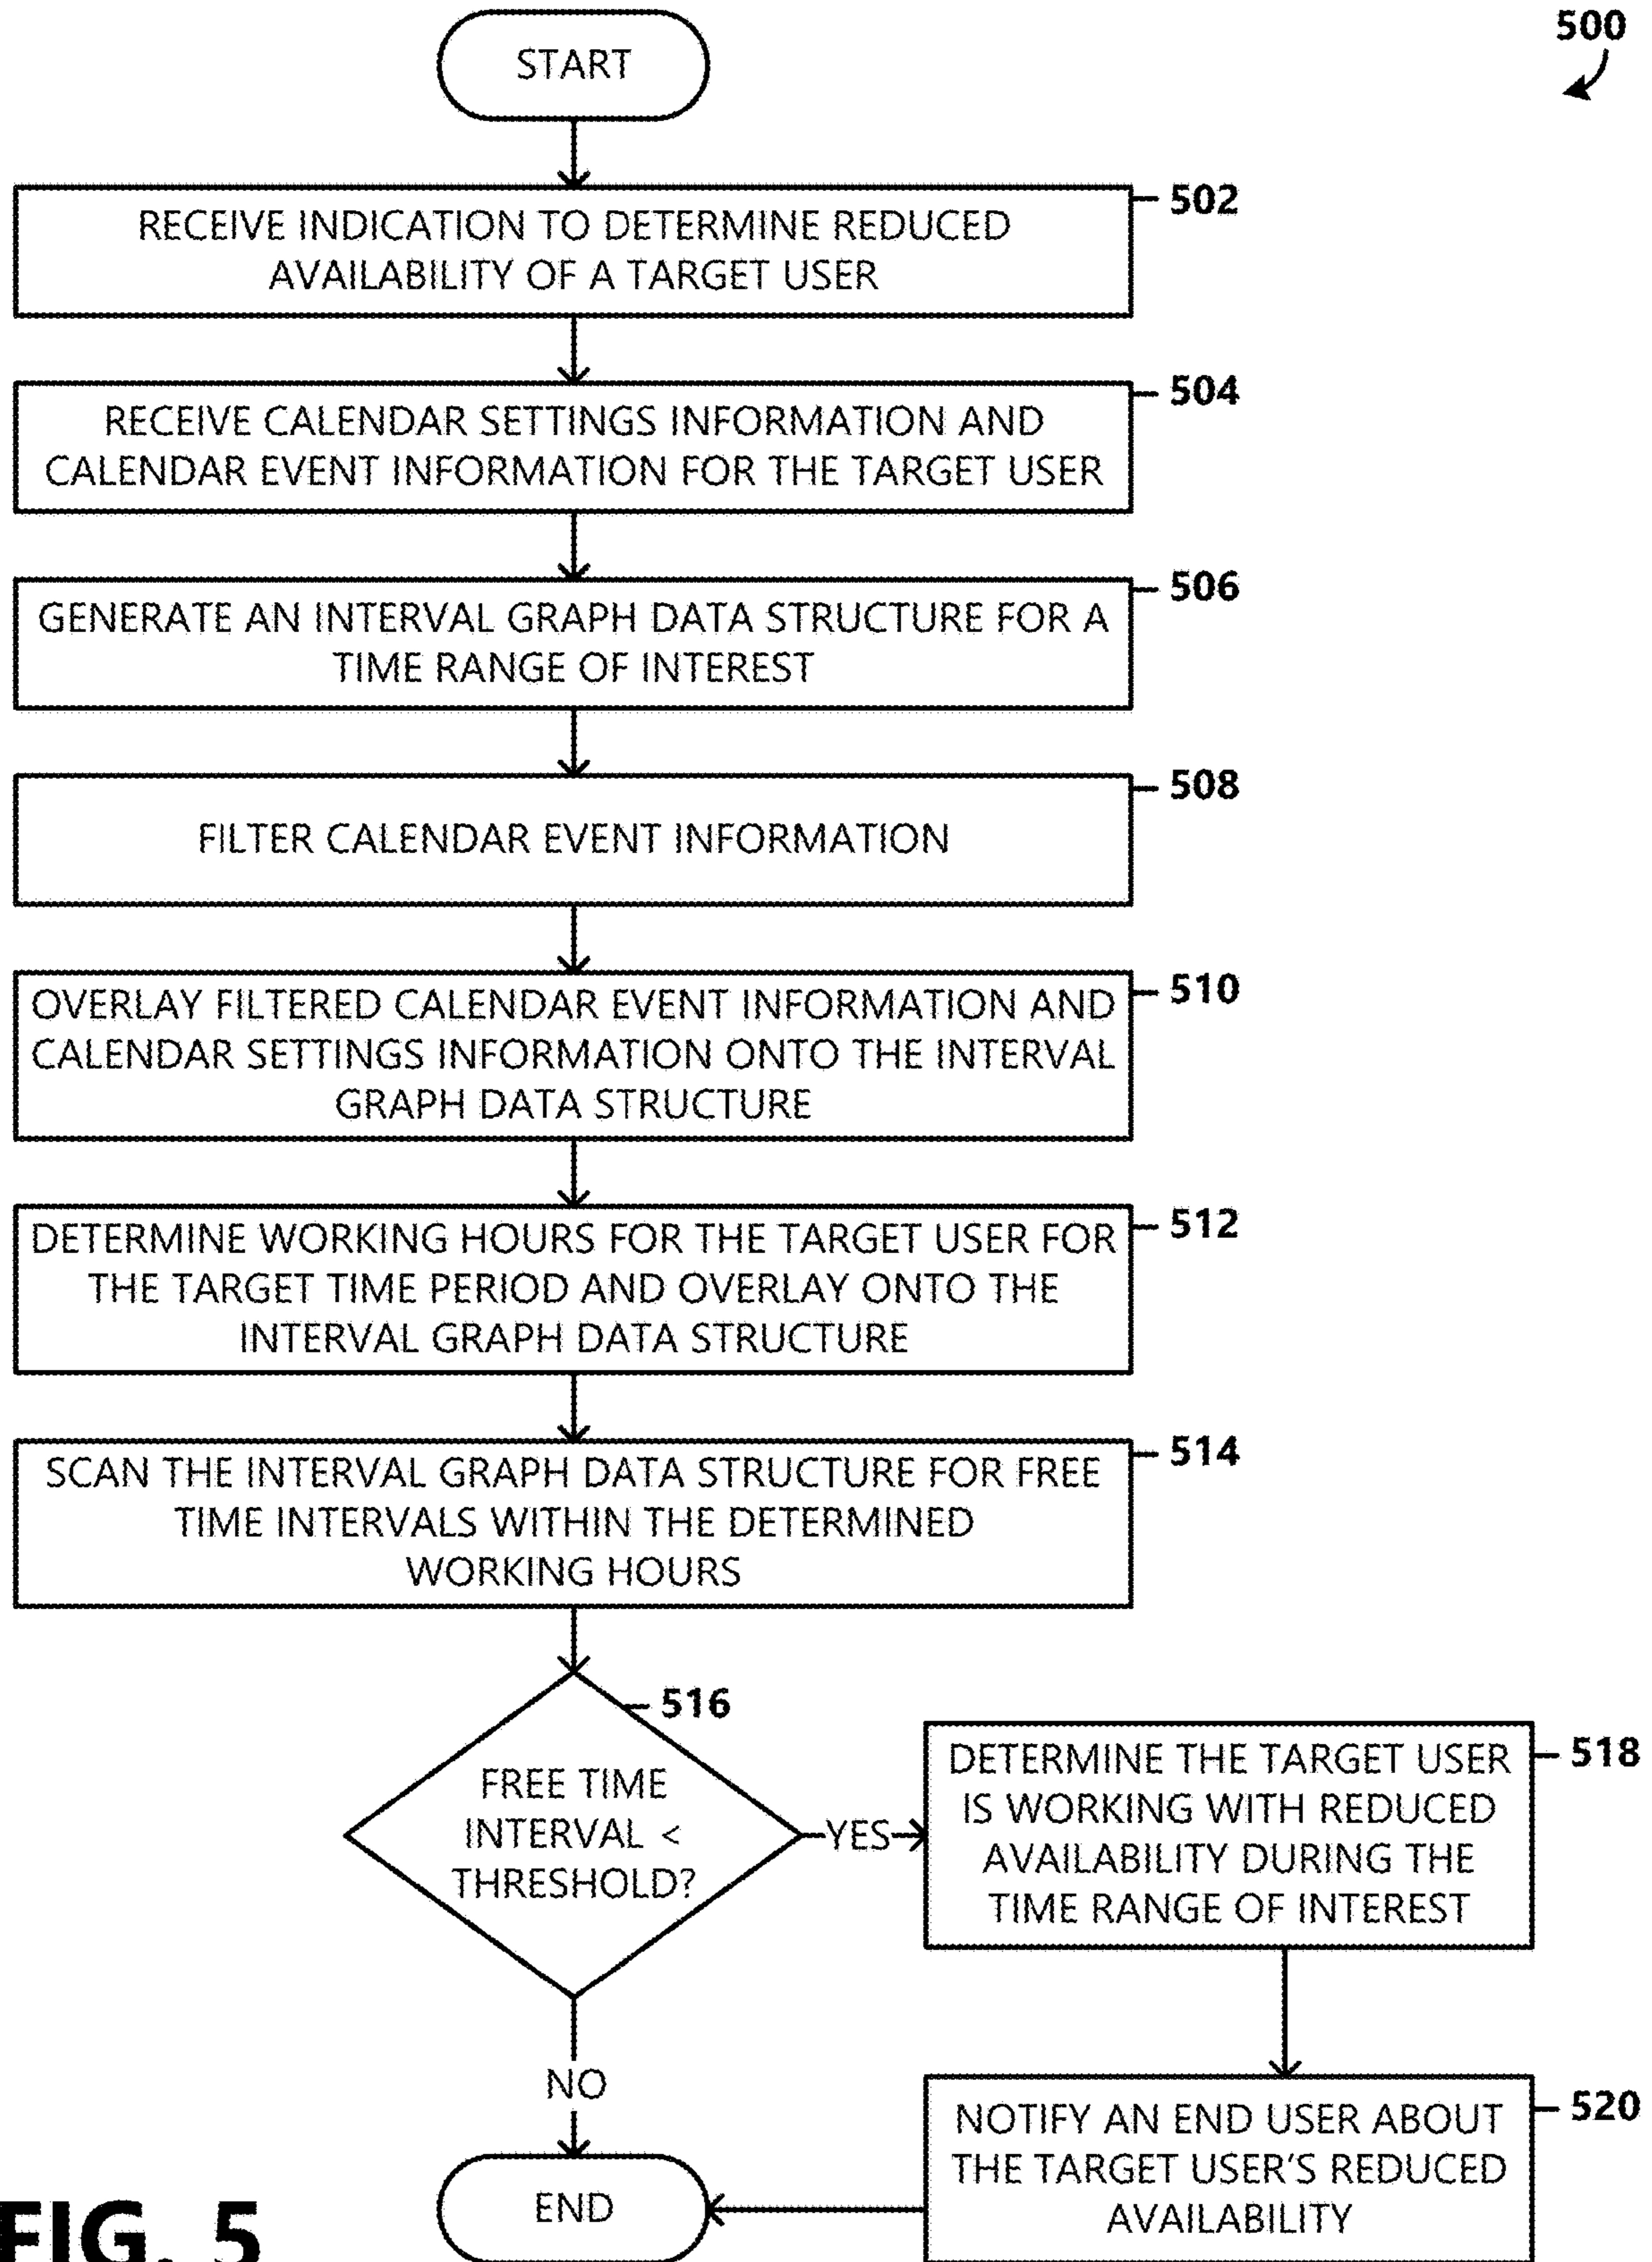 500
START
502
RECEIVE INDICATION TO DETERMINE REDUCED
AVAILABILITY OF A TARGET USER
504
RECEIVE CALENDAR SETTINGS INFORMATION AND
CALENDAR EVENT INFORMATION FOR THE TARGET USER
506
GENERATE AN INTERVAL GRAPH DATA STRUCTURE FOR A
TIME RANGE OF INTEREST
508
FILTER CALENDAR EVENT INFORMATION
510
OVERLAY FILTERED CALENDAR EVENT INFORMATION AND
CALENDAR SETTINGS INFORMATION ONTO THE INTERVAL
GRAPH DATA STRUCTURE
512
DETERMINE WORKING HOURS FOR THE TARGET USER FOR
THE TARGET TIME PERIOD AND OVERLAY ONTO THE
INTERVAL GRAPH DATA STRUCTURE
514
SCAN THE INTERVAL GRAPH DATA STRUCTURE FOR FREE
TIME INTERVALS WITHIN THE DETERMINED
WORKING HOURS
516
FREE TIME
INTERVAL <
THRESHOLD?
YES
518
DETERMINE THE TARGET USER
IS WORKING WITH REDUCED
AVAILABILITY DURING THE
TIME RANGE OF INTEREST
NO
520
NOTIFY AN END USER ABOUT
THE TARGET USER'S REDUCED
AVAILABILITY
END
FIG. 5